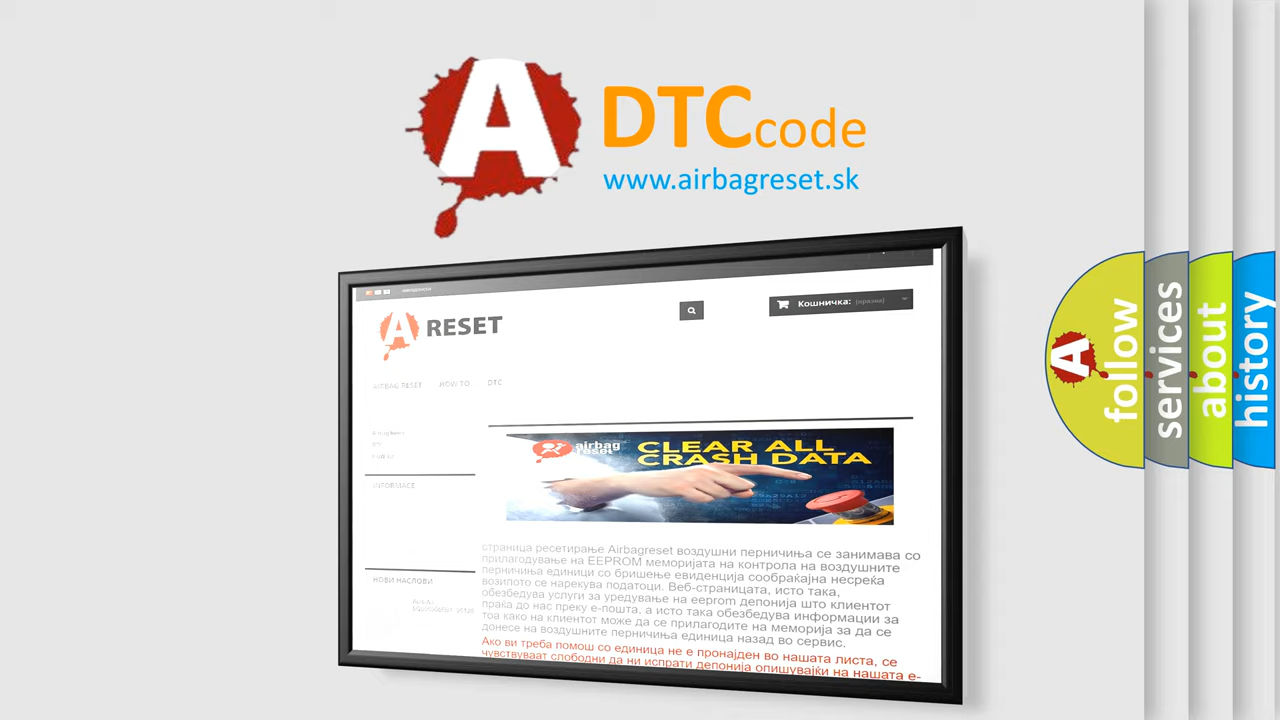 A
DTCcode
www.airbagreset.sk
A RESET
Кошничка: (празни)
AIRBAG RESET HOW TO DTC
airbag
reset
CLEAR ALL
CRASH DATA
INFORMACE
НОВИ НАСЛОВИ
страница ресетирање Airbagreset воздушни перничиња се занимава со
прилагодување на EEPROM меморијата на контрола на воздушните
перничиња единици со бришење евиденција сообраќајна несреќа
возилото се нарекува податоци. Веб-страницата, исто така,
обезбедува услуги за уредување на eeprom депонија што клиентот
праќа до нас преку е-пошта, а исто така обезбедува информации за
тоа како на клиентот може да се прилагодите на меморија за да се
донесе на воздушните перничиња единица назад во сервис.
Ако ви треба помош со единица не е пронајден во нашата листа, се
чувствуваат слободни да ни испрати депонија опишувајќи на нашата е-
A follow
services
about
history